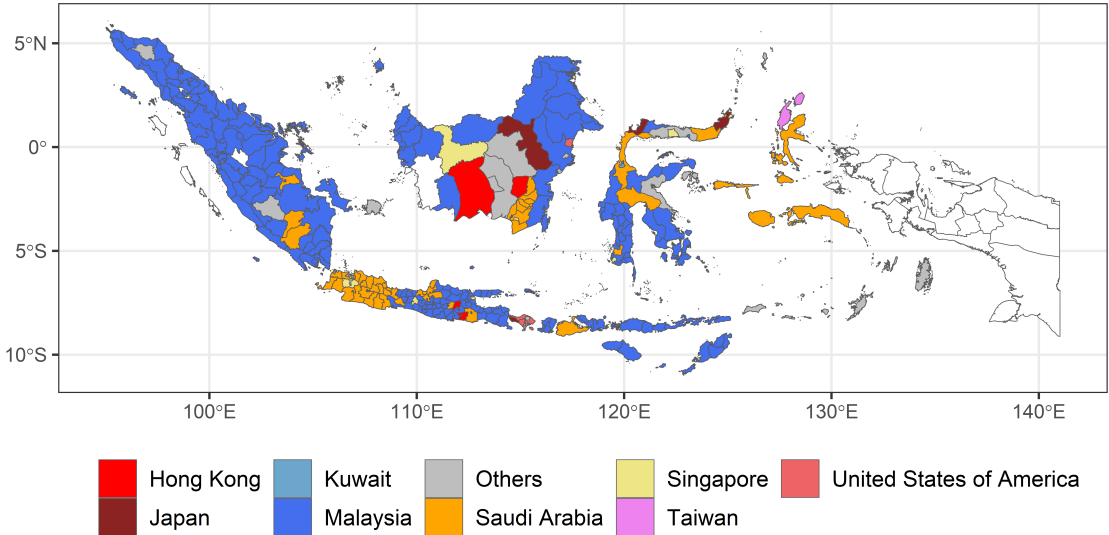 5°N
0°
5°S
10°S
100°E 110°E 120°E 130°E 140°E
Hong Kong Kuwait Others Singapore United States of America
Japan Malaysia Saudi Arabia Taiwan